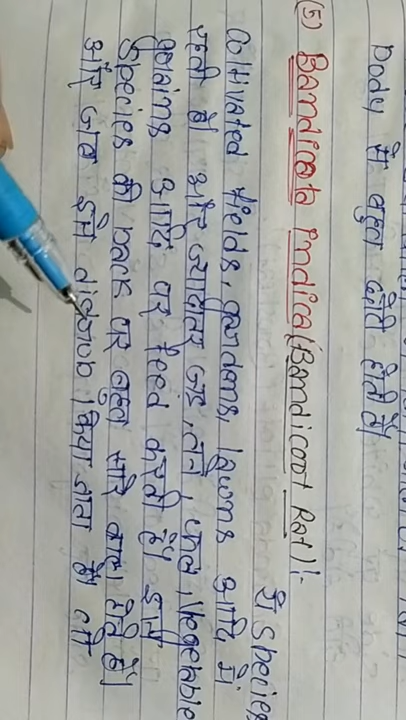 body में बहुत छोटे होते हैं।
(5) Bandicota indica (Bandicoot Rat):-
ये species
cultivated fields, gardens, lawns आदि में
रहती है और ज्यादातर जड़, तने, फल, vegetable
grains आदि पर feed करती हैं। इस
species की back पर बहुत सारे बाल होते हैं।
और जब इसे disturb किया जाता है तो